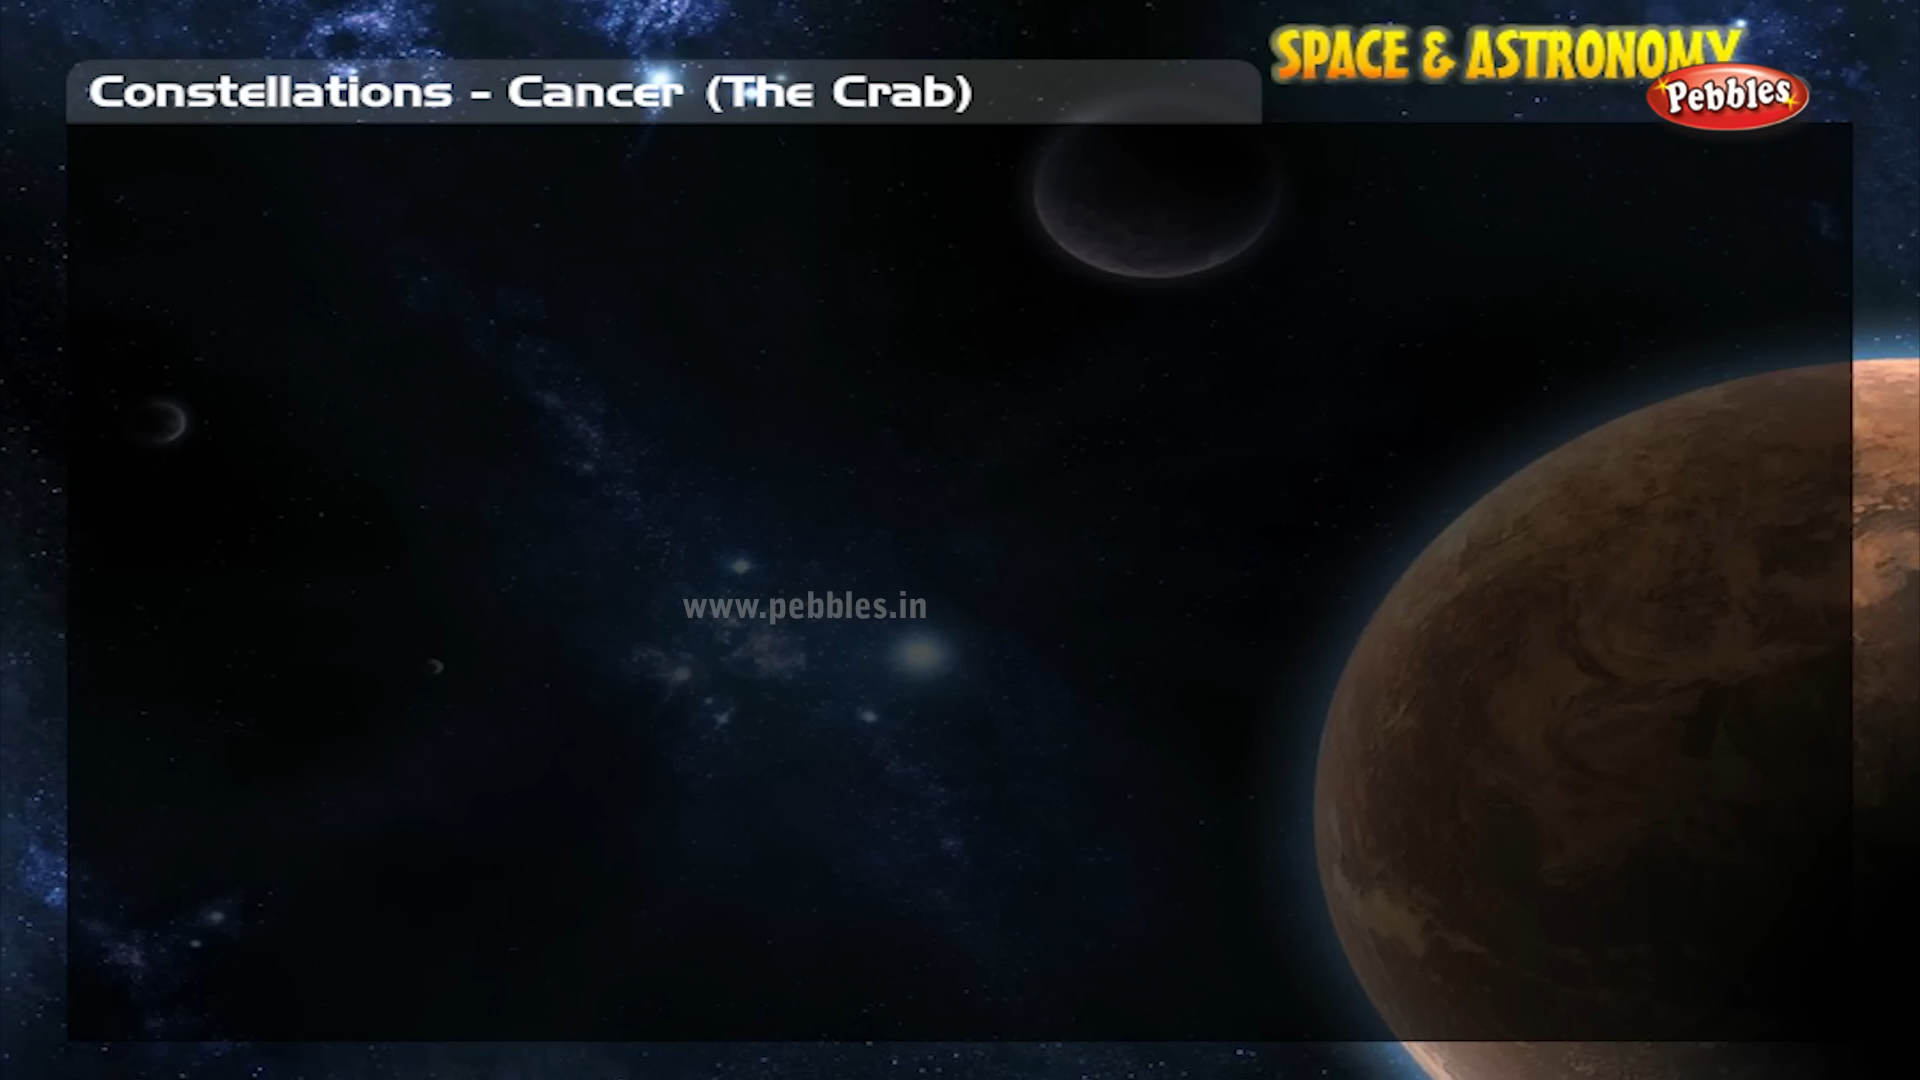 Constellations - Cancer (The Crab)
SPACE & ASTRONOMY
Pebbles
www.pebbles.in